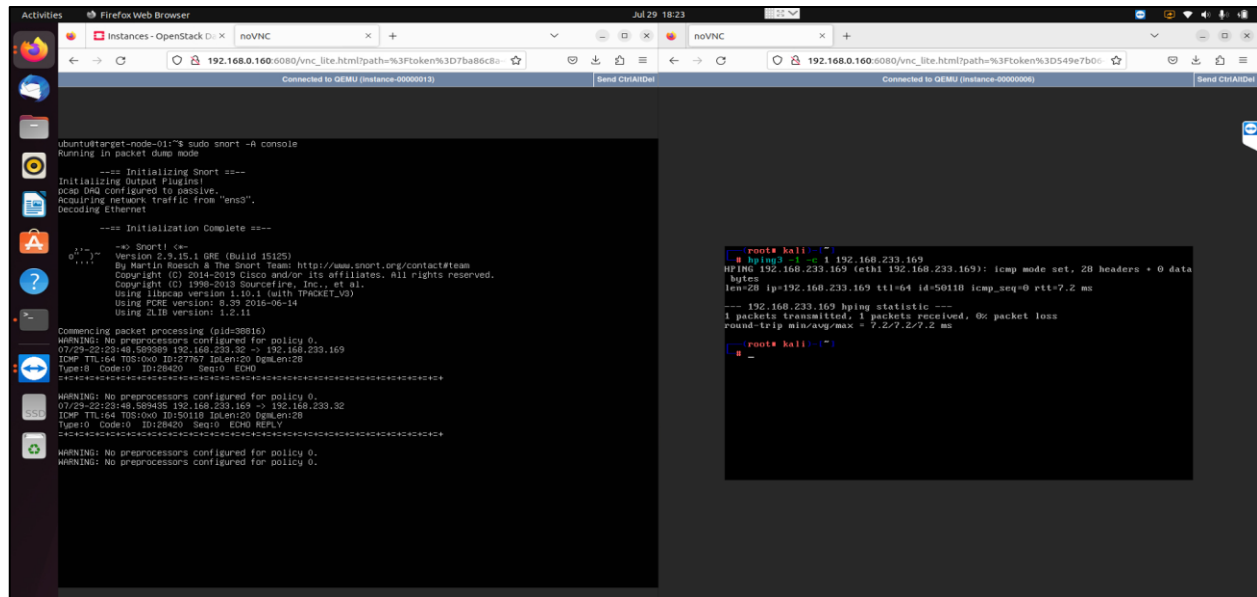 Activities Firefox Web Browser Jul 29 18:23
Instances - OpenStack Da × noVNC × +
192.168.0.160:6080/vnc_lite.html?path=%3Ftoken%3D7ba86c8a
Connected to QEMU (instance-00000013) Send CtrlAltDel
ubuntu@target-node-01:~$ sudo snort -A console
Running in packet dump mode
--== Initializing Snort ==--
Initializing Output Plugins!
pcap DAQ configured to passive.
Acquiring network traffic from "ens3".
Decoding Ethernet
--== Initialization Complete ==--
,,_ -*> Snort! <*-
o" )~ Version 2.9.15.1 GRE (Build 15125)
'''' By Martin Roesch & The Snort Team: http://www.snort.org/contact#team
Copyright (C) 2014-2019 Cisco and/or its affiliates. All rights reserved.
Copyright (C) 1998-2013 Sourcefire, Inc., et al.
Using libpcap version 1.10.1 (with TPACKET_V3)
Using PCRE version: 8.39 2016-06-14
Using ZLIB version: 1.2.11
Commencing packet processing (pid=38816)
WARNING: No preprocessors configured for policy 0.
07/29-22:23:48.589389 192.168.233.32 -> 192.168.233.169
ICMP TTL:64 TOS:0x0 ID:27767 IpLen:20 DgmLen:28
Type:8 Code:0 ID:28420 Seq:0 ECHO
=+=+=+=+=+=+=+=+=+=+=+=+=+=+=+=+=+=+=+=+=+=+=+=+=+=+=+=+=+=+=+=+=+=+=+=+=+
WARNING: No preprocessors configured for policy 0.
07/29-22:23:48.589435 192.168.233.169 -> 192.168.233.32
ICMP TTL:64 TOS:0x0 ID:50118 IpLen:20 DgmLen:28
Type:0 Code:0 ID:28420 Seq:0 ECHO REPLY
=+=+=+=+=+=+=+=+=+=+=+=+=+=+=+=+=+=+=+=+=+=+=+=+=+=+=+=+=+=+=+=+=+=+=+=+=+
WARNING: No preprocessors configured for policy 0.
WARNING: No preprocessors configured for policy 0.
SSD
noVNC × +
192.168.0.160:6080/vnc_lite.html?path=%3Ftoken%3D549e7b06
Connected to QEMU (instance-00000006) Send CtrlAltDel
root kali ~
# hping3 -1 -c 1 192.168.233.169
HPING 192.168.233.169 (eth1 192.168.233.169): icmp mode set, 28 headers + 0 data
bytes
len=28 ip=192.168.233.169 ttl=64 id=50118 icmp_seq=0 rtt=7.2 ms
--- 192.168.233.169 hping statistic ---
1 packets transmitted, 1 packets received, 0% packet loss
round-trip min/avg/max = 7.2/7.2/7.2 ms
root kali ~
# _